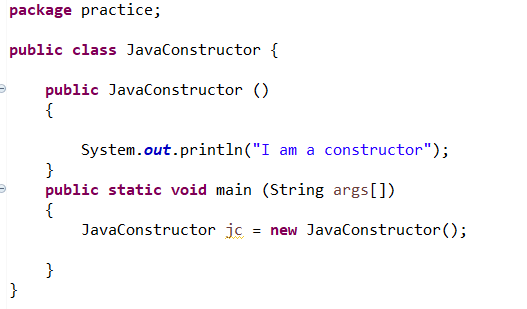 package practice;
public class JavaConstructor {
public JavaConstructor ()
{
System.out.println("I am a constructor");
}
public static void main (String args[])
{
JavaConstructor jc = new JavaConstructor();
}
}